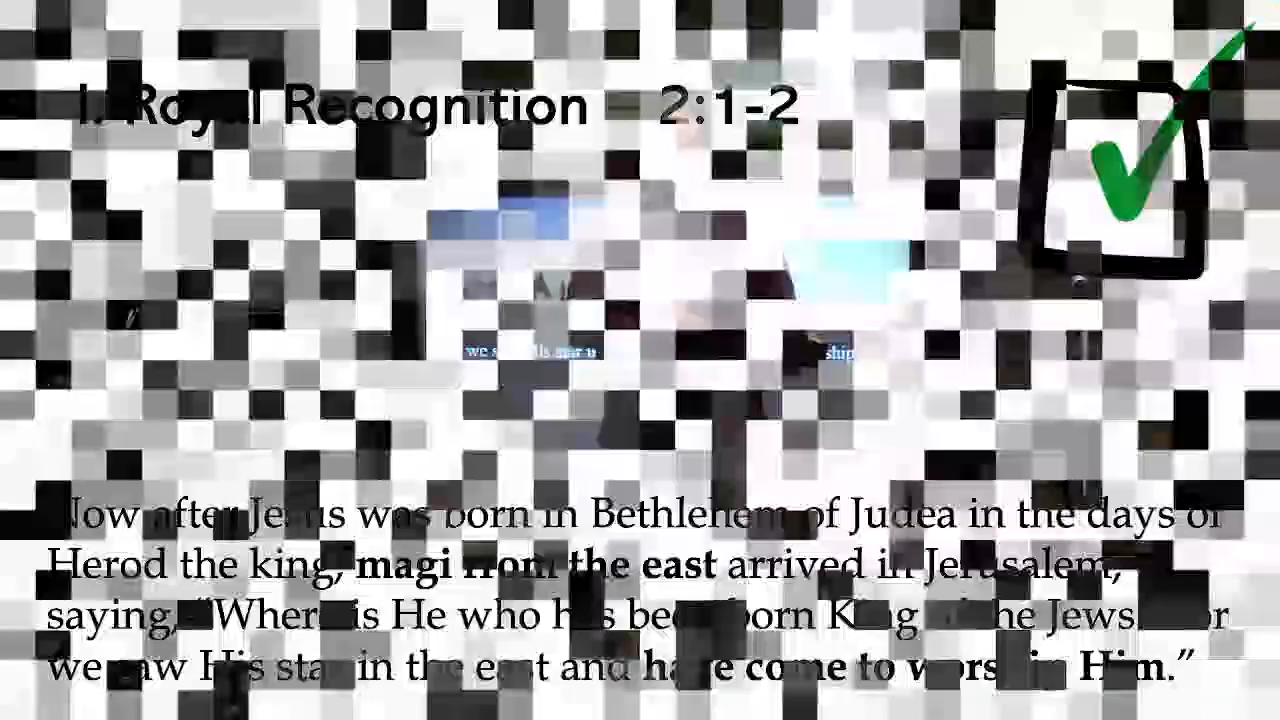 I. Royal Recognition 2:1-2
we s
ship
Now after Jesus was born in Bethlehem of Judea in the days of
Herod the king, magi from the east arrived in Jerusalem,
saying, “Where is He who has been born King of the Jews? For
we saw His star in the east and have come to worship Him.”